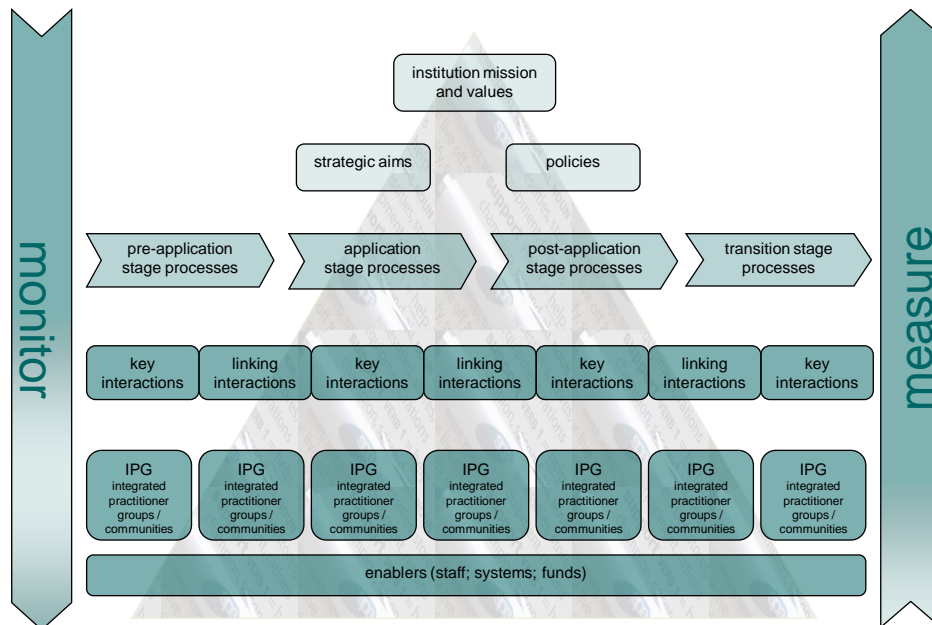 institution mission
and values
strategic aims
policies
pre-application
stage processes
application
stage processes
post-application
stage processes
transition stage
processes
monitor
measure
key
interactions
linking
interactions
key
interactions
linking
interactions
key
interactions
linking
interactions
key
interactions
IPG
integrated
practitioner
groups /
communities
IPG
integrated
practitioner
groups /
communities
IPG
integrated
practitioner
groups /
communities
IPG
integrated
practitioner
groups /
communities
IPG
integrated
practitioner
groups /
communities
IPG
integrated
practitioner
groups /
communities
IPG
integrated
practitioner
groups /
communities
enablers (staff; systems; funds)